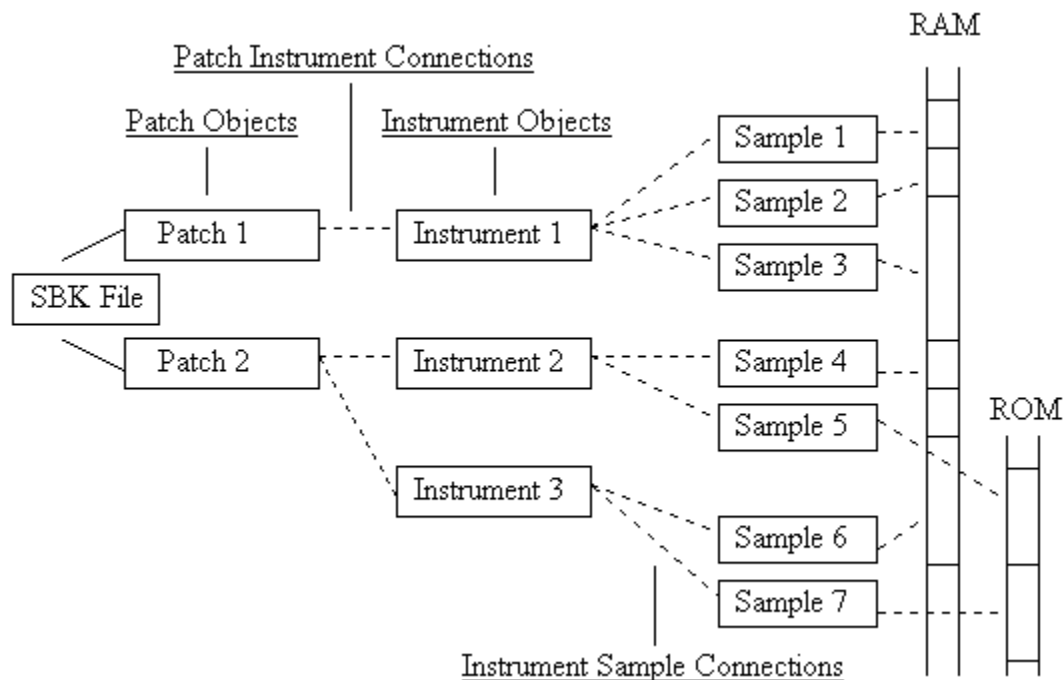 RAM
Patch Instrument Connections
Patch Objects
Instrument Objects
Sample 1
Sample 2
Patch 1
Instrument 1
Sample 3
SBK File
Patch 2
Instrument 2
Sample 4
Sample 5
ROM
Instrument 3
Sample 6
Sample 7
Instrument Sample Connections